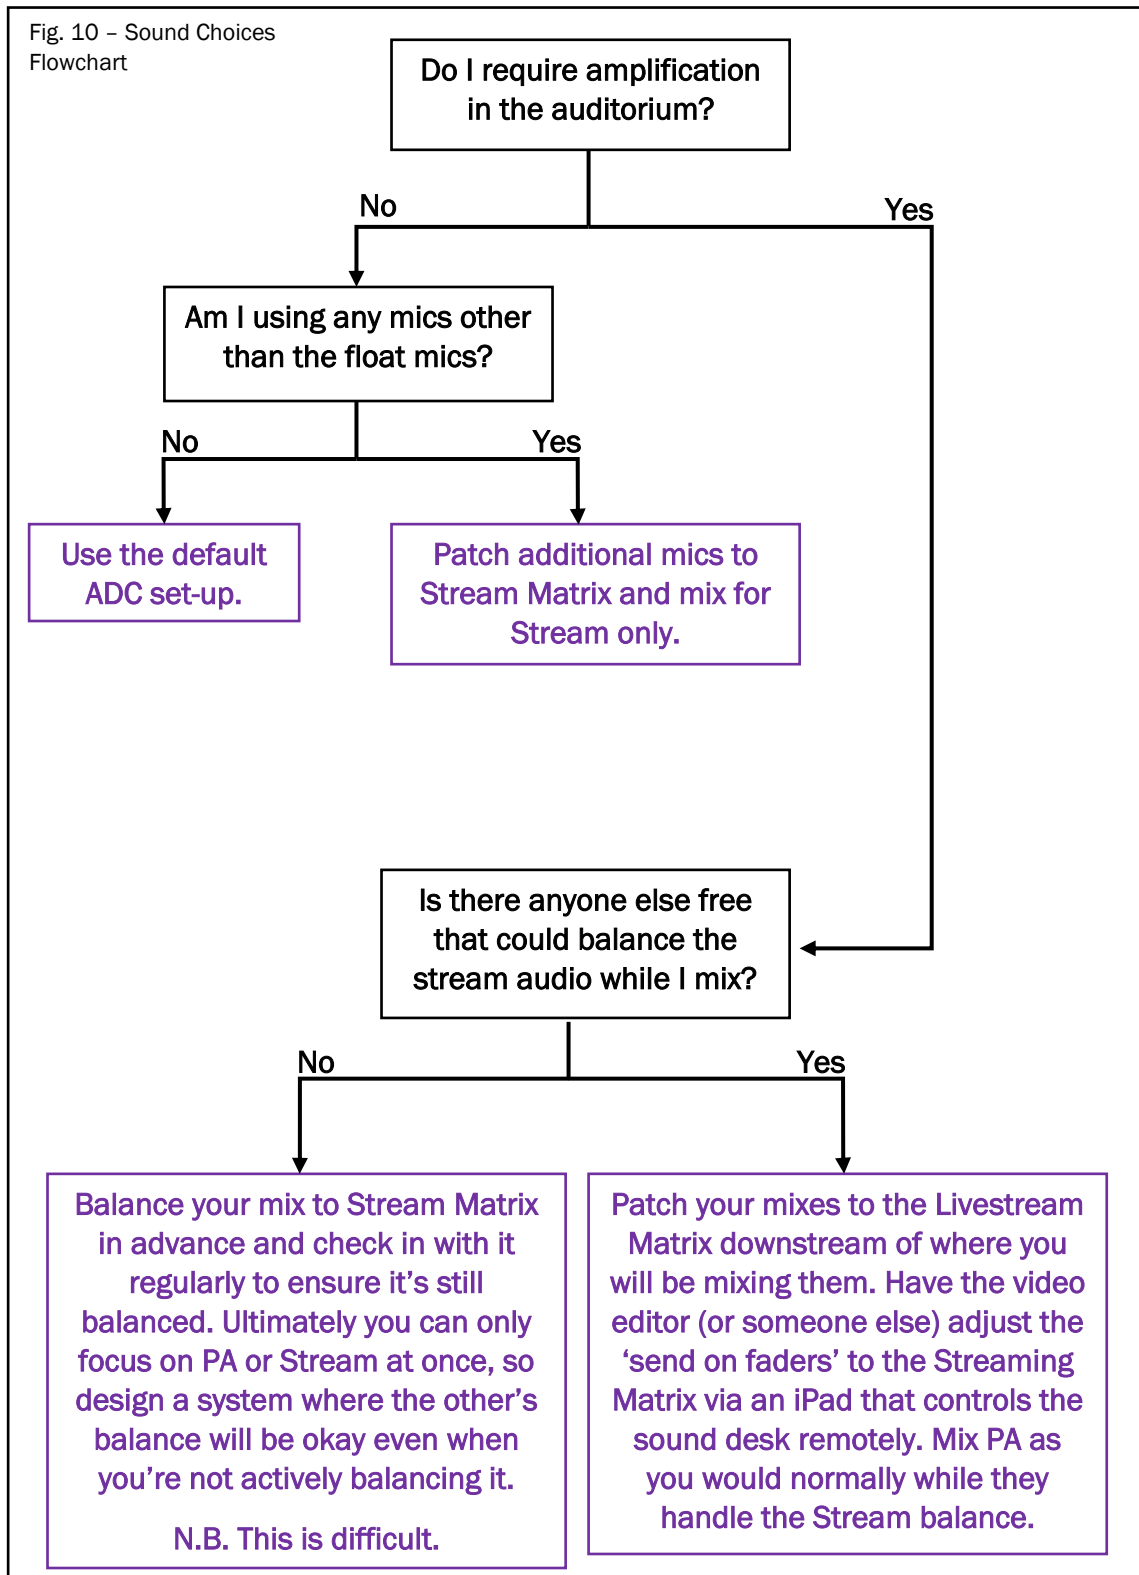 Fig. 10 – Sound Choices
Flowchart
Do I require amplification
in the auditorium?
No
Yes
Am I using any mics other
than the float mics?
No
Yes
Use the default
ADC set-up.
Patch additional mics to
Stream Matrix and mix for
Stream only.
Is there anyone else free
that could balance the
stream audio while I mix?
No
Yes
Balance your mix to Stream Matrix
in advance and check in with it
regularly to ensure it’s still
balanced. Ultimately you can only
focus on PA or Stream at once, so
design a system where the other’s
balance will be okay even when
you’re not actively balancing it.
N.B. This is difficult.
Patch your mixes to the Livestream
Matrix downstream of where you
will be mixing them. Have the video
editor (or someone else) adjust the
‘send on faders’ to the Streaming
Matrix via an iPad that controls the
sound desk remotely. Mix PA as
you would normally while they
handle the Stream balance.